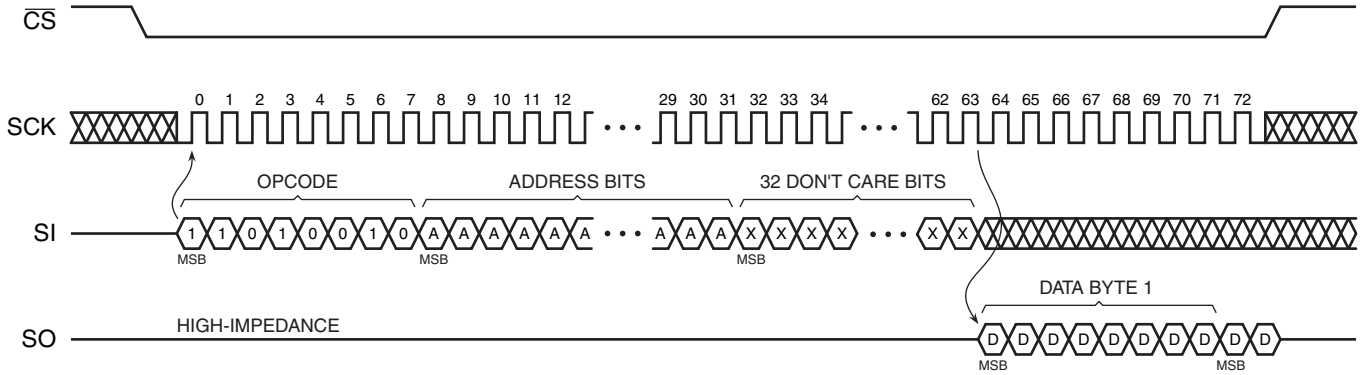 CS
0 1 2 3 4 5 6 7 8 9 10 11 12 29 30 31 32 33 34 62 63 64 65 66 67 68 69 70 71 72
SCK
OPCODE ADDRESS BITS 32 DON'T CARE BITS
SI 1 1 0 1 0 0 1 0 A A A A A A A A A X X X X X X
MSB MSB MSB
DATA BYTE 1
HIGH-IMPEDANCE
SO D D D D D D D D D D
MSB MSB